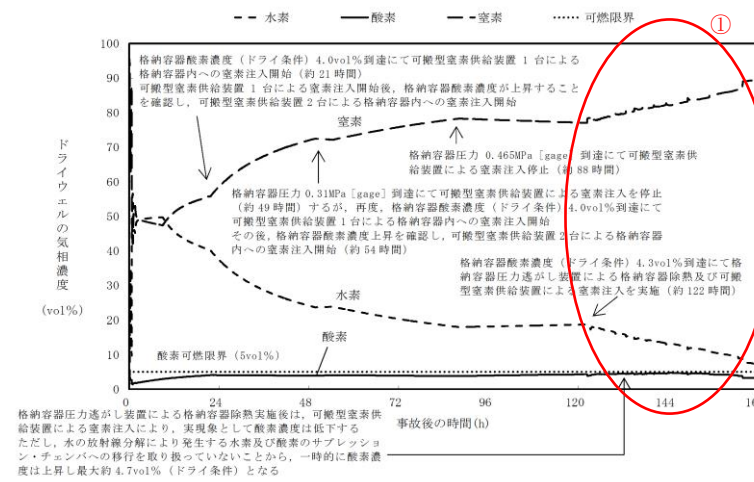 水素 酸素 窒素 可燃限界
①
100
90
80
70
60
50
40
30
20
10
0
ドライウェルの気相濃度
(vol%)
格納容器酸素濃度（ドライ条件）4.0vol%到達にて可搬型窒素供給装置 1 台による
格納容器内への窒素注入開始（約 21 時間）
可搬型窒素供給装置 1 台による窒素注入開始後，格納容器酸素濃度が上昇すること
を確認し，可搬型窒素供給装置 2 台による格納容器内への窒素注入開始
窒素
格納容器圧力 0.465MPa［gage］到達にて可搬型窒素供
給装置による窒素注入停止（約 88 時間）
格納容器圧力 0.31MPa［gage］到達にて可搬型窒素供給装置による窒素注入を停止
（約 49 時間）するが，再度，格納容器酸素濃度（ドライ条件）4.0vol%到達にて
可搬型窒素供給装置 1 台による格納容器内への窒素注入開始
その後，格納容器酸素濃度上昇を確認し，可搬型窒素供給装置 2 台による格納容器
内への窒素注入開始（約 54 時間）
格納容器酸素濃度（ドライ条件）4.3vol%到達にて格
納容器圧力逃がし装置による格納容器除熱及び可搬
型窒素供給装置による窒素注入を実施（約 122 時間）
水素
酸素
酸素可燃限界（5vol%）
0 24 48 72 96 120 144 168
事故後の時間(h)
格納容器圧力逃がし装置による格納容器除熱実施後は，可搬型窒素供
給装置による窒素注入により，実現象として酸素濃度は低下する
ただし，水の放射線分解により発生する水素及び酸素のサプレッショ
ン・チェンバへの移行を取り扱っていないことから，一時的に酸素濃
度は上昇し最大約 4.7vol%（ドライ条件）となる